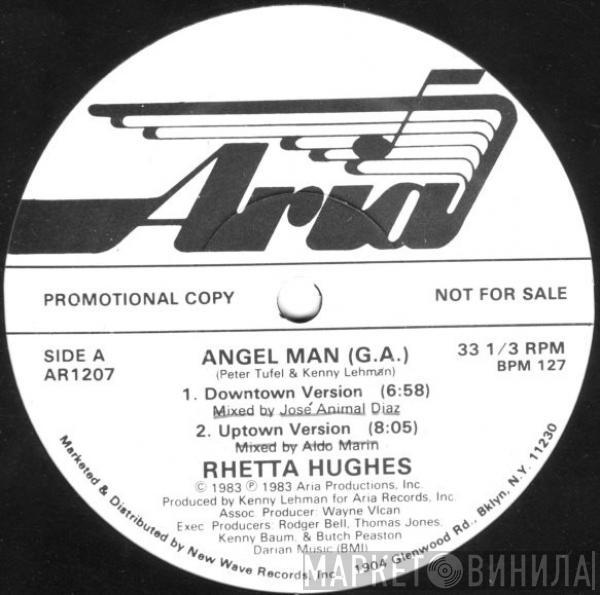 Aria
PROMOTIONAL COPY
NOT FOR SALE
SIDE A
AR1207
ANGEL MAN (G.A.)
(Peter Tufel & Kenny Lehman)
33 1/3 RPM
BPM 127
1. Downtown Version (6:58)
Mixed by José Animal Diaz
2. Uptown Version (8:05)
Mixed by Aldo Marin
RHETTA HUGHES
© 1983 ℗ 1983 Aria Productions, Inc.
Produced by Kenny Lehman for Aria Records, Inc.
Assoc. Producer: Wayne Vican
Exec. Producers: Rodger Bell, Thomas Jones,
Kenny Baum, & Butch Peaston
Darian Music (BMI)
Marketed & Distributed by New Wave Records, Inc. 1904 Glenwood Rd., Bklyn, N.Y. 11230
МАРКЕТ ВИНИЛА